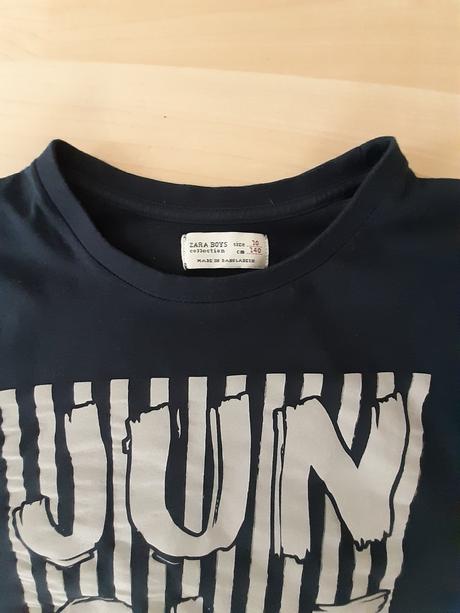 ZARA BOYS SIZE 10
collection CM 140
MADE IN BANGLADESH
JUN